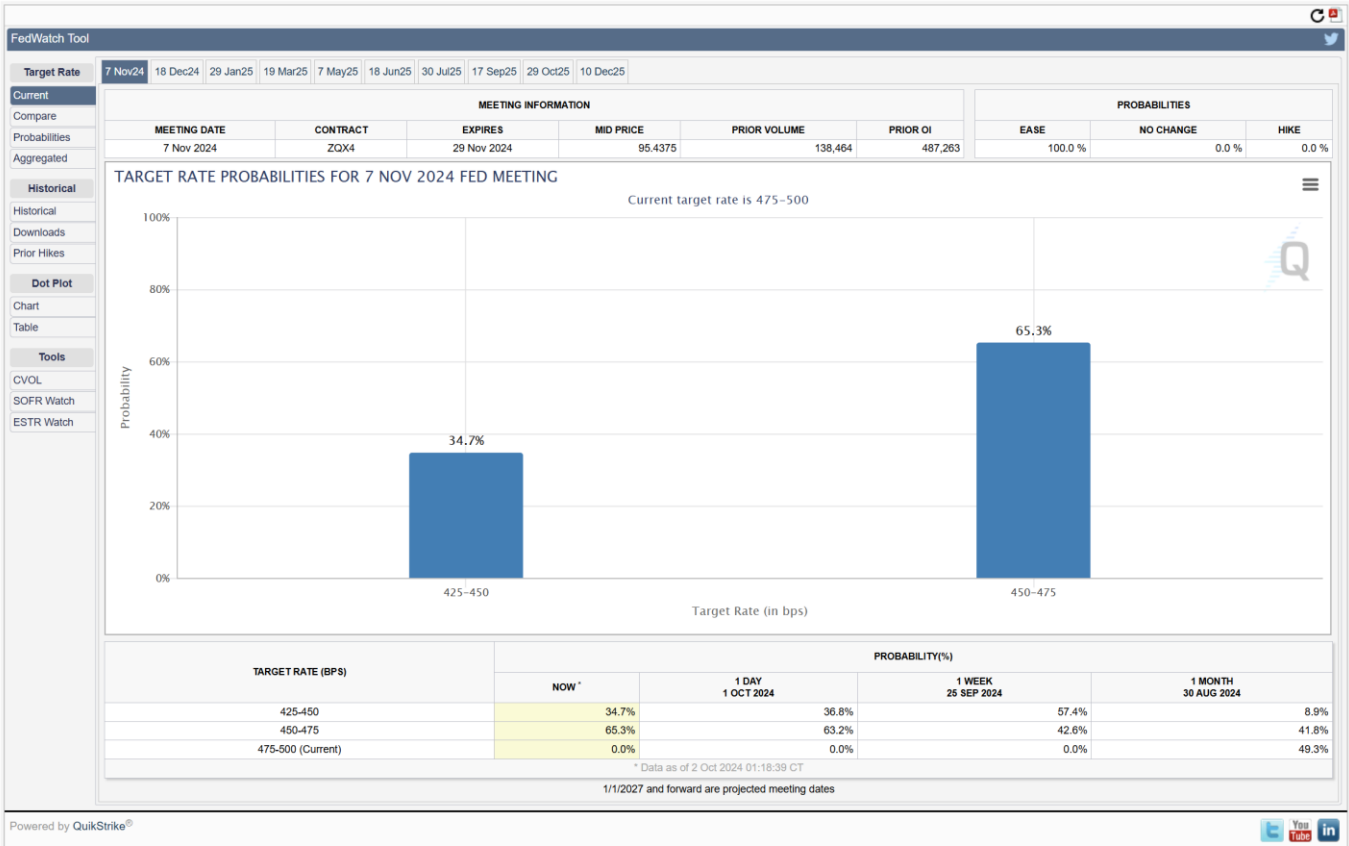 FedWatch Tool
Target Rate
Current
Compare
Probabilities
Aggregated
Historical
Historical
Downloads
Prior Hikes
Dot Plot
Chart
Table
Tools
CVOL
SOFR Watch
ESTR Watch
7 Nov24 18 Dec24 29 Jan25 19 Mar25 7 May25 18 Jun25 30 Jul25 17 Sep25 29 Oct25 10 Dec25
MEETING INFORMATION
MEETING DATE CONTRACT EXPIRES MID PRICE PRIOR VOLUME PRIOR OI
7 Nov 2024 ZQX4 29 Nov 2024 95.4375 138,464 487,263
PROBABILITIES
EASE NO CHANGE HIKE
100.0 % 0.0 % 0.0 %
TARGET RATE PROBABILITIES FOR 7 NOV 2024 FED MEETING
Current target rate is 475-500
Q
Probability
100%
80%
60%
40%
20%
0%
34.7%
65.3%
425-450 450-475
Target Rate (in bps)
TARGET RATE (BPS) PROBABILITY(%)
NOW * 1 DAY 1 WEEK 1 MONTH
1 OCT 2024 25 SEP 2024 30 AUG 2024
425-450 34.7% 36.8% 57.4% 8.9%
450-475 65.3% 63.2% 42.6% 41.8%
475-500 (Current) 0.0% 0.0% 0.0% 49.3%
* Data as of 2 Oct 2024 01:18:39 CT
1/1/2027 and forward are projected meeting dates
Powered by QuikStrike®
t You Tube in